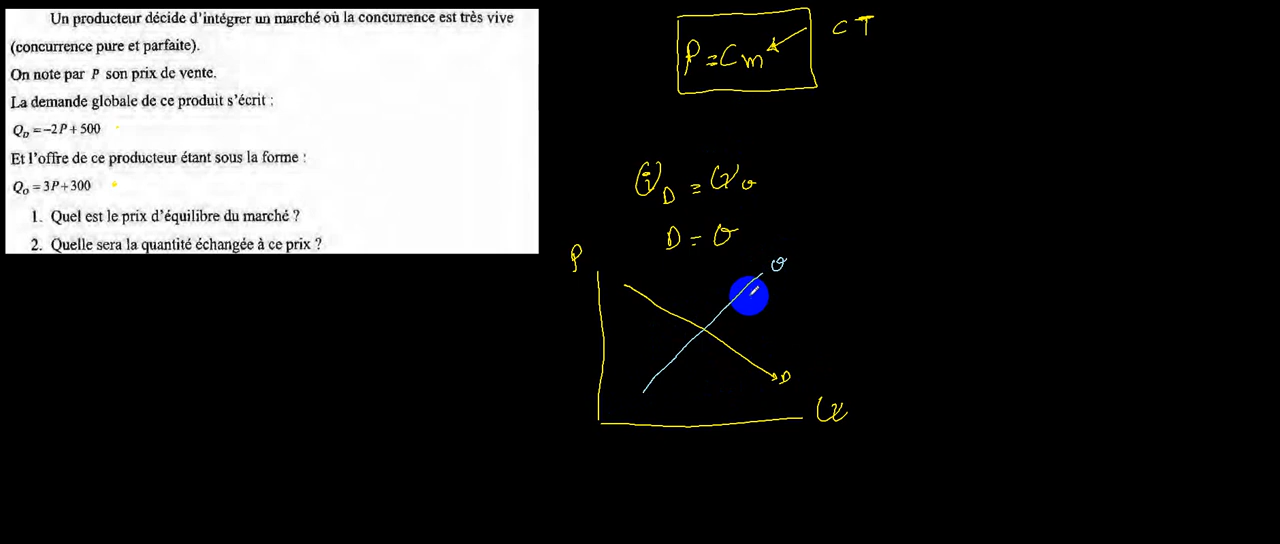 Un producteur décide d'intégrer un marché où la concurrence est très vive
(concurrence pure et parfaite).
On note par P son prix de vente.
La demande globale de ce produit s'écrit :
Q_D = -2P + 500
Et l'offre de ce producteur étant sous la forme :
Q_O = 3P + 300
1. Quel est le prix d'équilibre du marché ?
2. Quelle sera la quantité échangée à ce prix ?
P = Cm
CT
Q_D = Q_O
D = O
P
O
D
Q